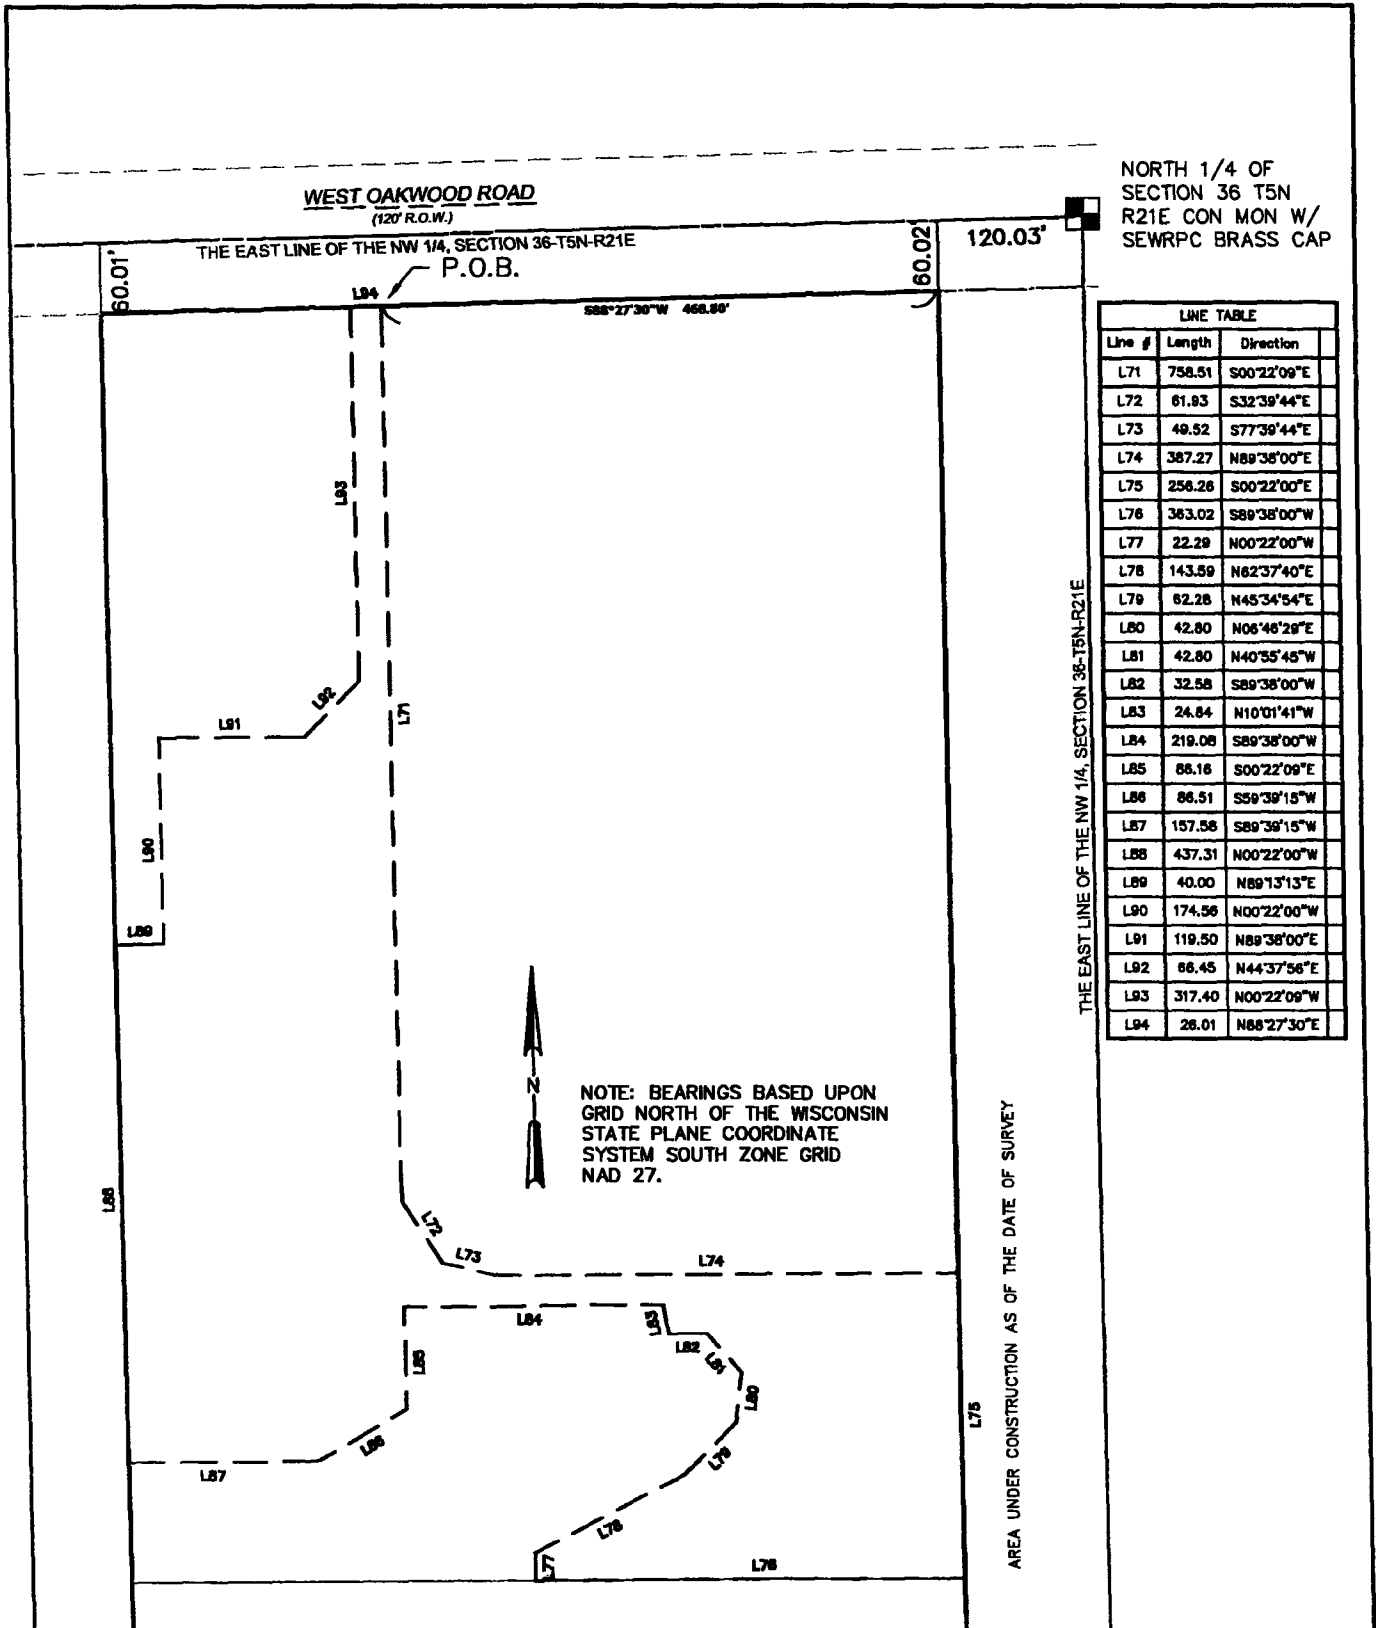 WEST OAKWOOD ROAD
(120' R.O.W.)
THE EAST LINE OF THE NW 1/4, SECTION 36-T5N-R21E
P.O.B.
60.01'
60.02'
120.03'
NORTH 1/4 OF
SECTION 36 T5N
R21E CON MON W/
SEWRPC BRASS CAP
L94
S88°27'30"W 468.80'
LINE TABLE
Line # Length Direction
L71 758.51 S00°22'09"E
L72 61.93 S32°39'44"E
L73 49.52 S77°39'44"E
L74 387.27 N89°38'00"E
L75 256.26 S00°22'00"E
L76 363.02 S89°38'00"W
L77 22.29 N00°22'00"W
L78 143.59 N62°37'40"E
L79 62.28 N45°34'54"E
L80 42.80 N06°46'29"E
L81 42.80 N40°55'45"W
L82 32.58 S89°38'00"W
L83 24.84 N10°01'41"W
L84 219.08 S89°38'00"W
L85 86.16 S00°22'09"E
L86 86.51 S59°39'15"W
L87 157.58 S89°39'15"W
L88 437.31 N00°22'00"W
L89 40.00 N89°13'13"E
L90 174.56 N00°22'00"W
L91 119.50 N89°38'00"E
L92 66.45 N44°37'56"E
L93 317.40 N00°22'09"W
L94 26.01 N88°27'30"E
L93
L92
L91
L71
L90
L89
THE EAST LINE OF THE NW 1/4, SECTION 36-T5N-R21E
N
NOTE: BEARINGS BASED UPON
GRID NORTH OF THE WISCONSIN
STATE PLANE COORDINATE
SYSTEM SOUTH ZONE GRID
NAD 27.
L88
L72
L73
L74
AREA UNDER CONSTRUCTION AS OF THE DATE OF SURVEY
L84
L83
L82
L81
L80
L85
L75
L86
L87
L79
L78
L76